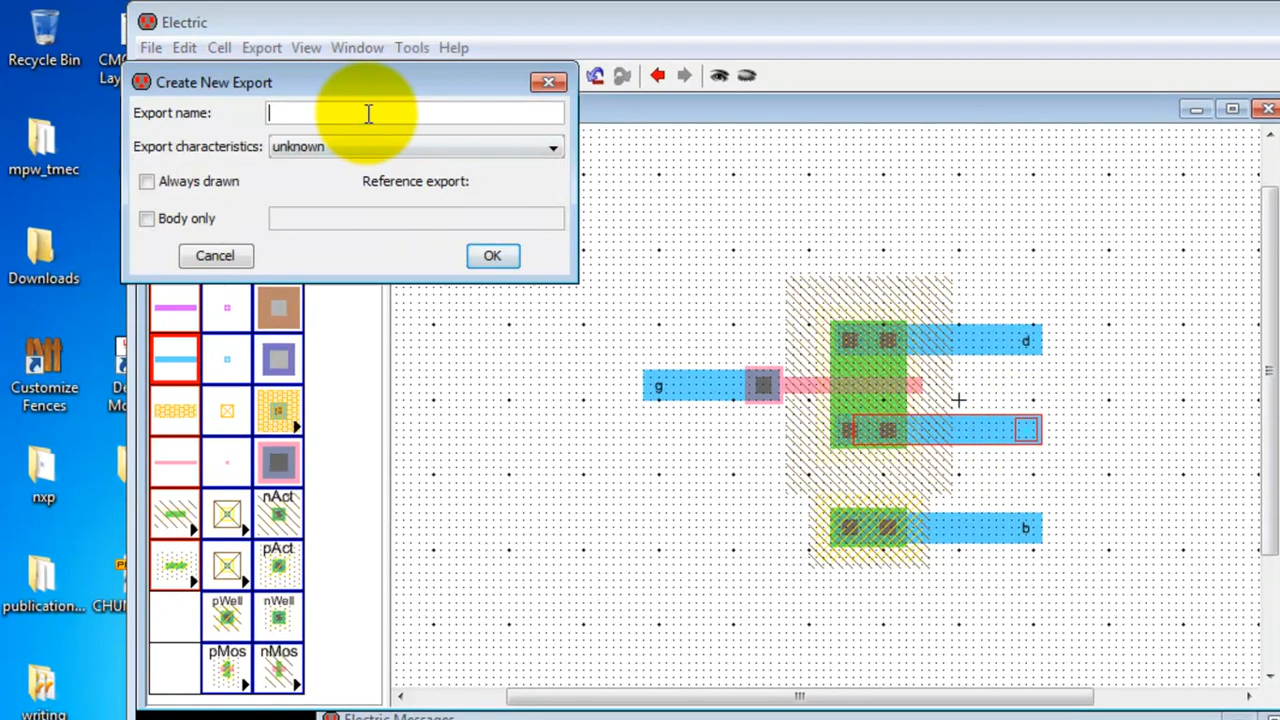 Electric
File Edit Cell Export View Window Tools Help
Create New Export
Export name:
Export characteristics: unknown
Always drawn Reference export:
Body only
Cancel OK
Recycle Bin
mpw_tmec
Downloads
Customize
Fences
nxp
publication...
writing
d
g
b
nAct
pAct
pWell nWell
pMos nMos
Electric Messages